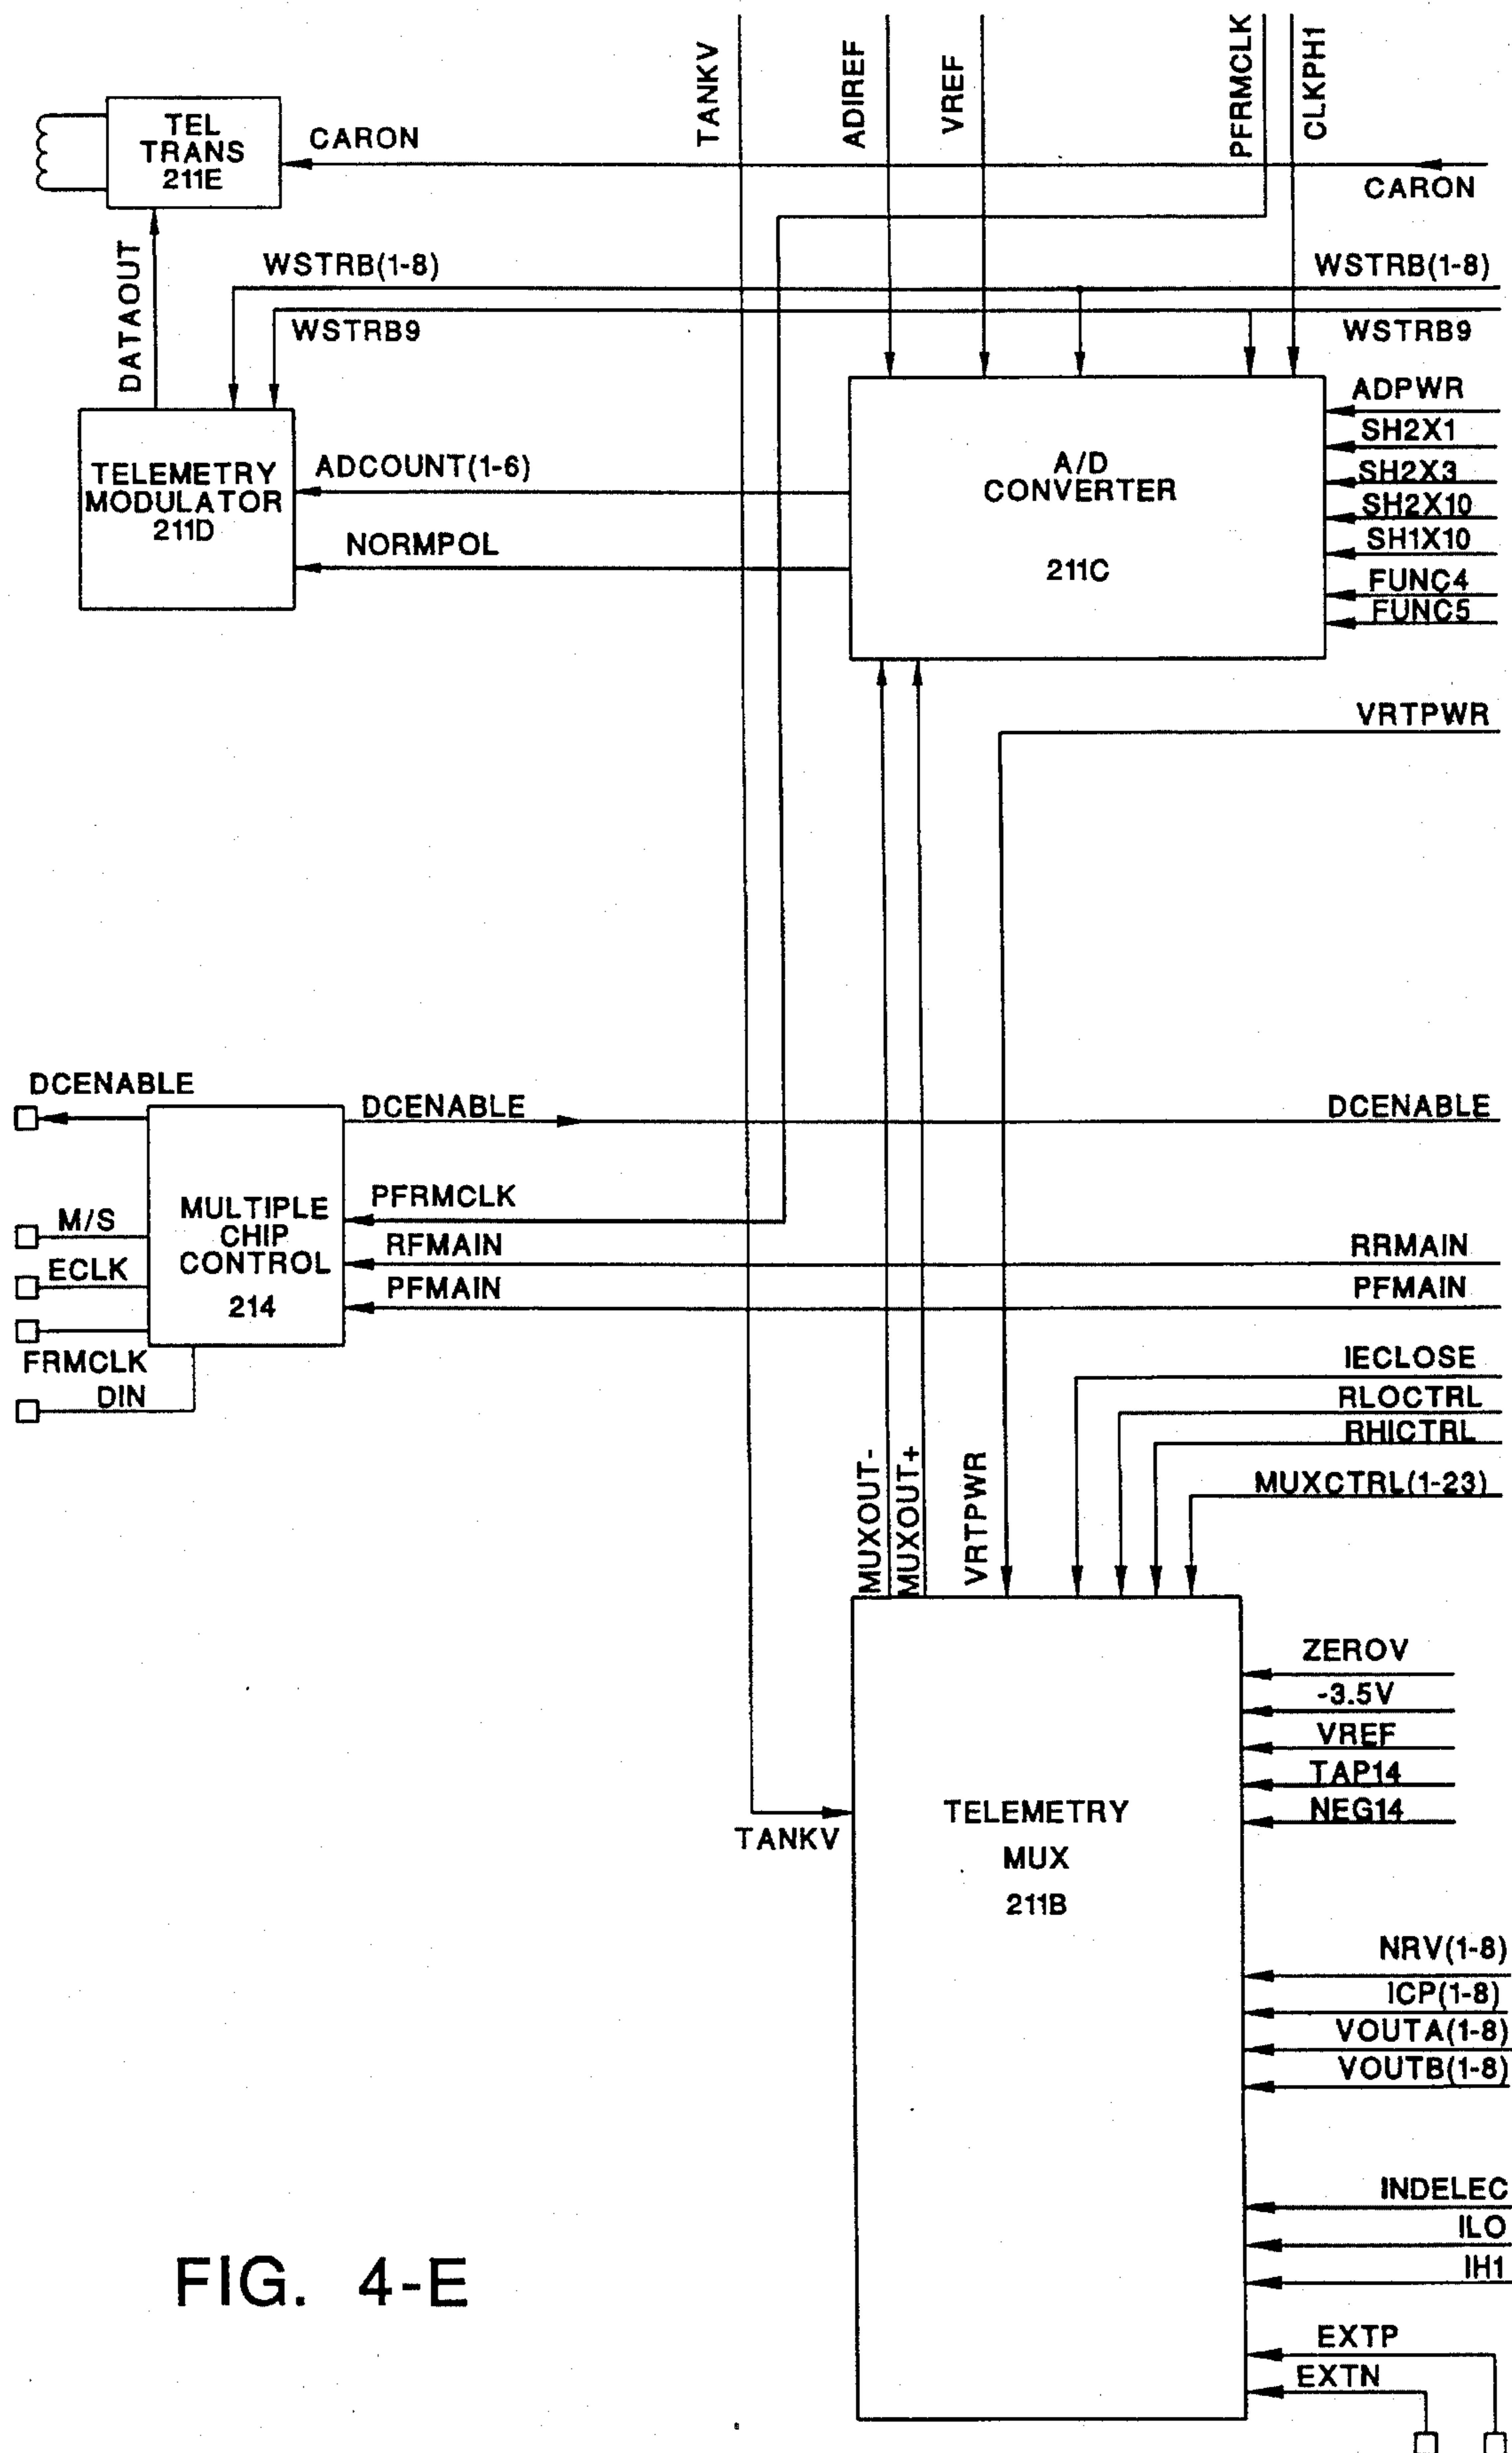 TANKV
ADIREF
VREF
PFRMCLK
CLKPH1
TEL
TRANS
211E
CARON
CARON
DATAOUT
WSTRB(1-8)
WSTRB(1-8)
WSTRB9
WSTRB9
TELEMETRY
MODULATOR
211D
ADCOUNT(1-6)
NORMPOL
A/D
CONVERTER
211C
ADPWR
SH2X1
SH2X3
SH2X10
SH1X10
FUNC4
FUNC5
VRTPWR
DCENABLE
DCENABLE
DCENABLE
MULTIPLE
CHIP
CONTROL
214
M/S
ECLK
FRMCLK
DIN
PFRMCLK
RFMAIN
RRMAIN
PFMAIN
PFMAIN
IECLOSE
RLOCTRL
RHICTRL
MUXCTRL(1-23)
MUXOUT-
MUXOUT+
VRTPWR
ZEROV
-3.5V
VREF
TAP14
NEG14
TANKV
TELEMETRY
MUX
211B
NRV(1-8)
ICP(1-8)
VOUTA(1-8)
VOUTB(1-8)
INDELEC
ILO
IH1
EXTP
EXTN
FIG. 4-E